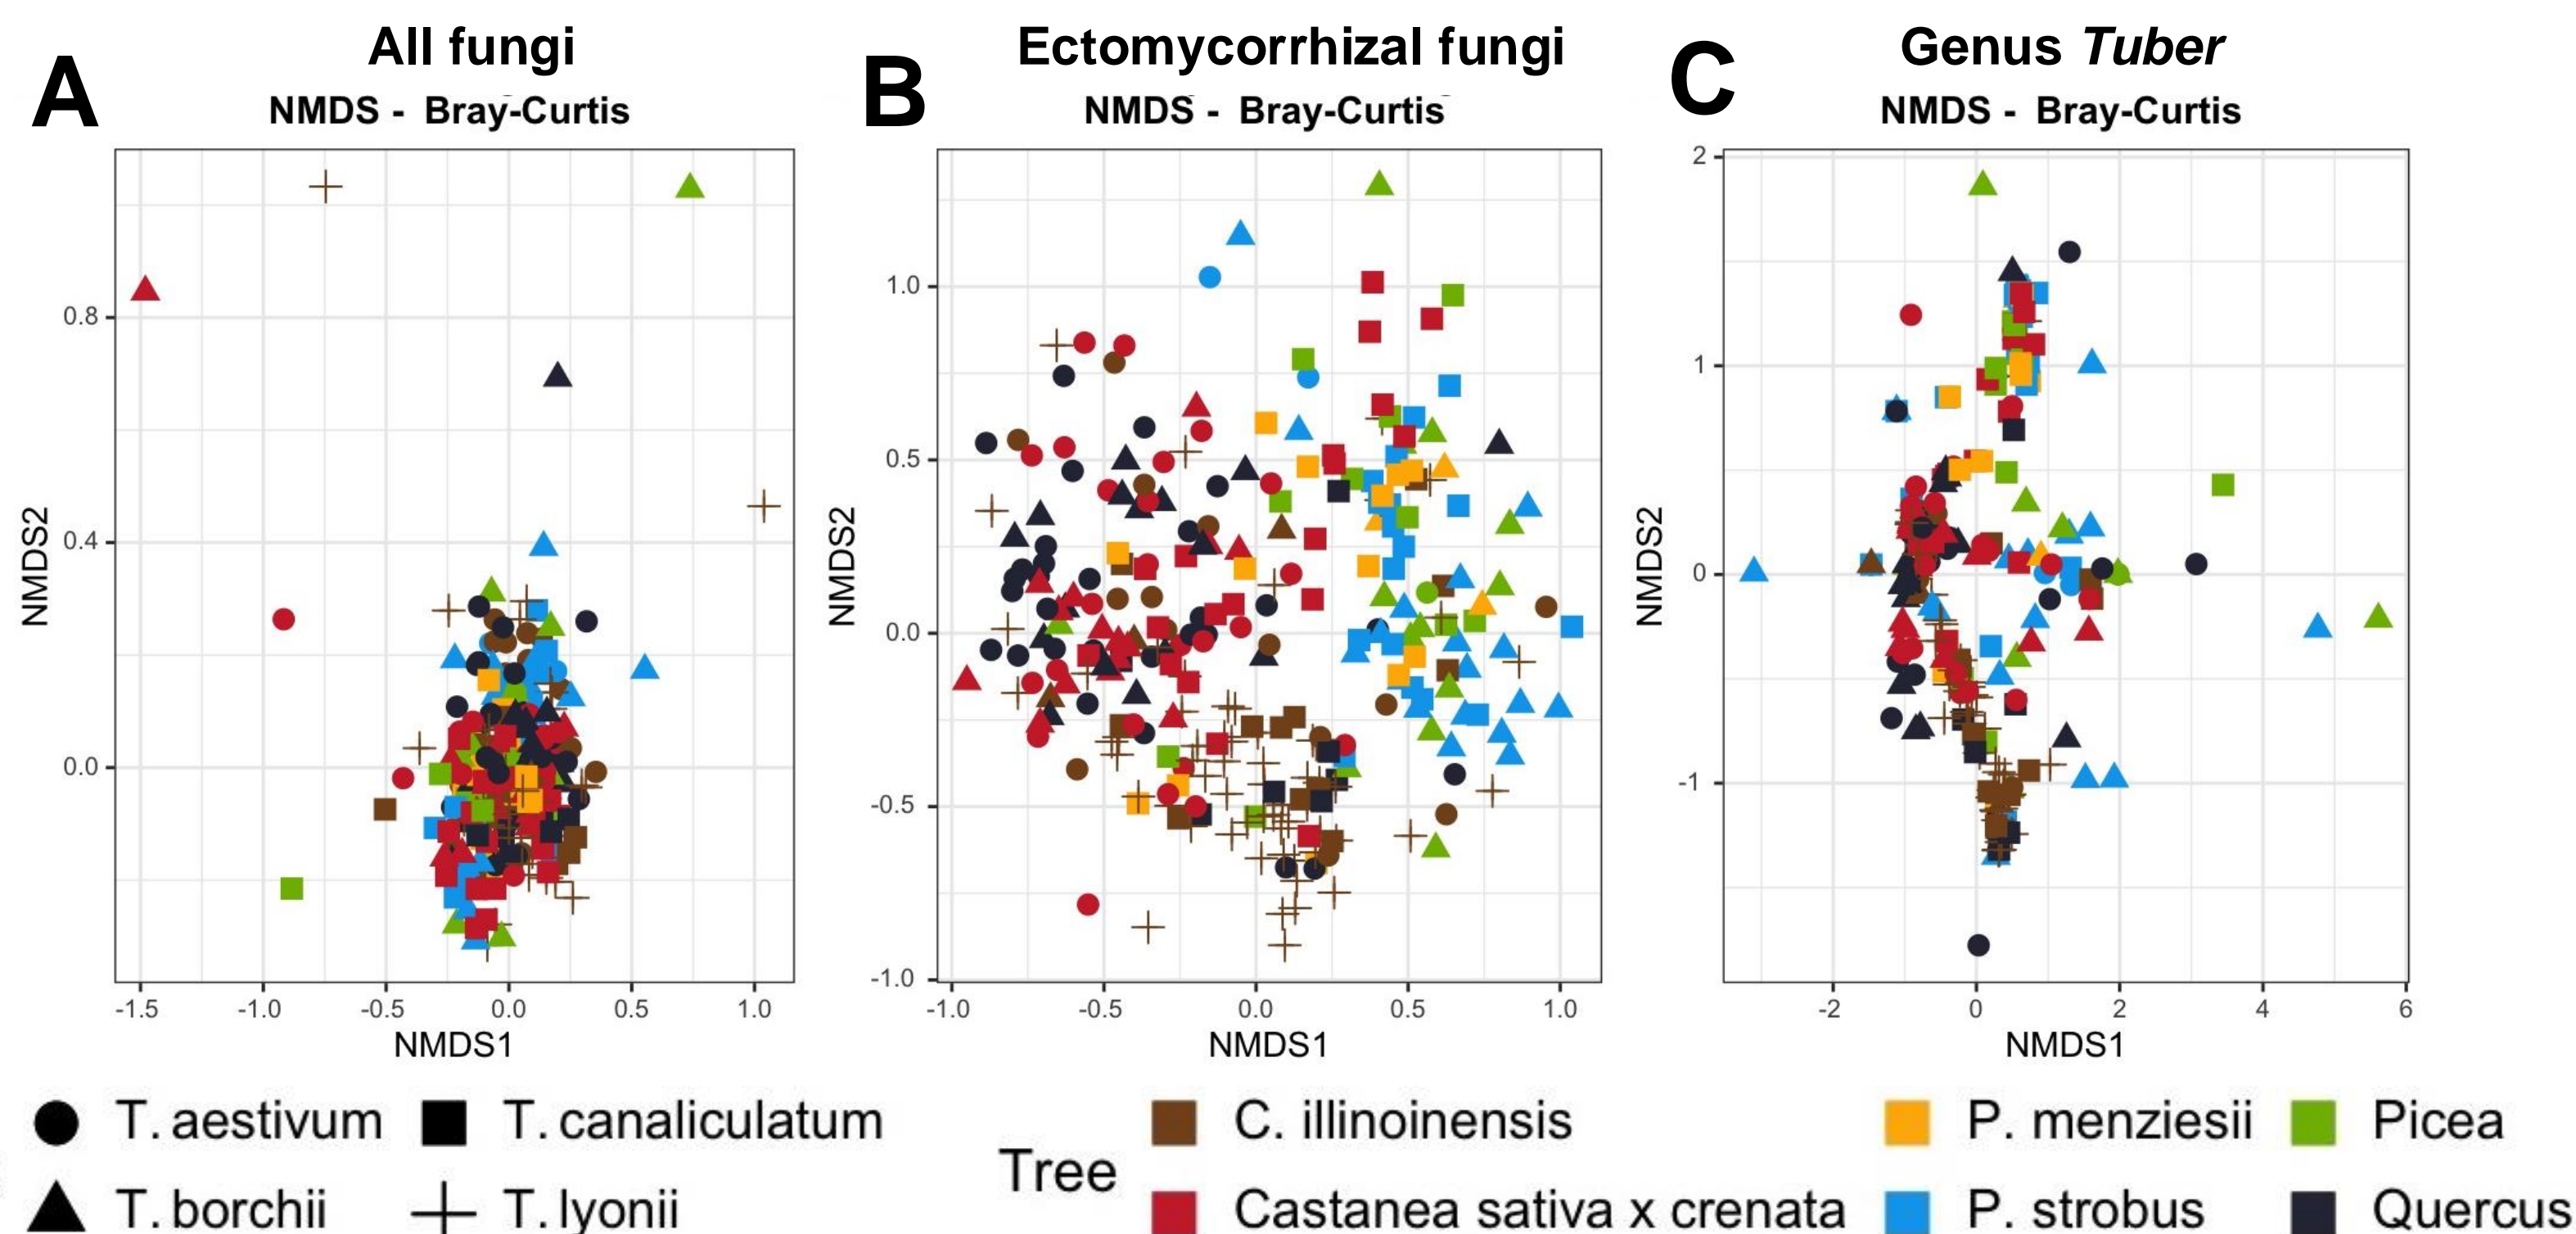 A
All fungi
NMDS - Bray-Curtis
NMDS2
0.8
0.4
0.0
-1.5 -1.0 -0.5 0.0 0.5 1.0
NMDS1
B
Ectomycorrhizal fungi
NMDS - Bray-Curtis
NMDS2
1.0
0.5
0.0
-0.5
-1.0
-1.0 -0.5 0.0 0.5 1.0
NMDS1
C
Genus Tuber
NMDS - Bray-Curtis
NMDS2
2
1
0
-1
-2 0 2 4 6
NMDS1
T. aestivum T. canaliculatum
T. borchii T. lyonii
Tree
C. illinoinensis P. menziesii Picea
Castanea sativa x crenata P. strobus Quercus